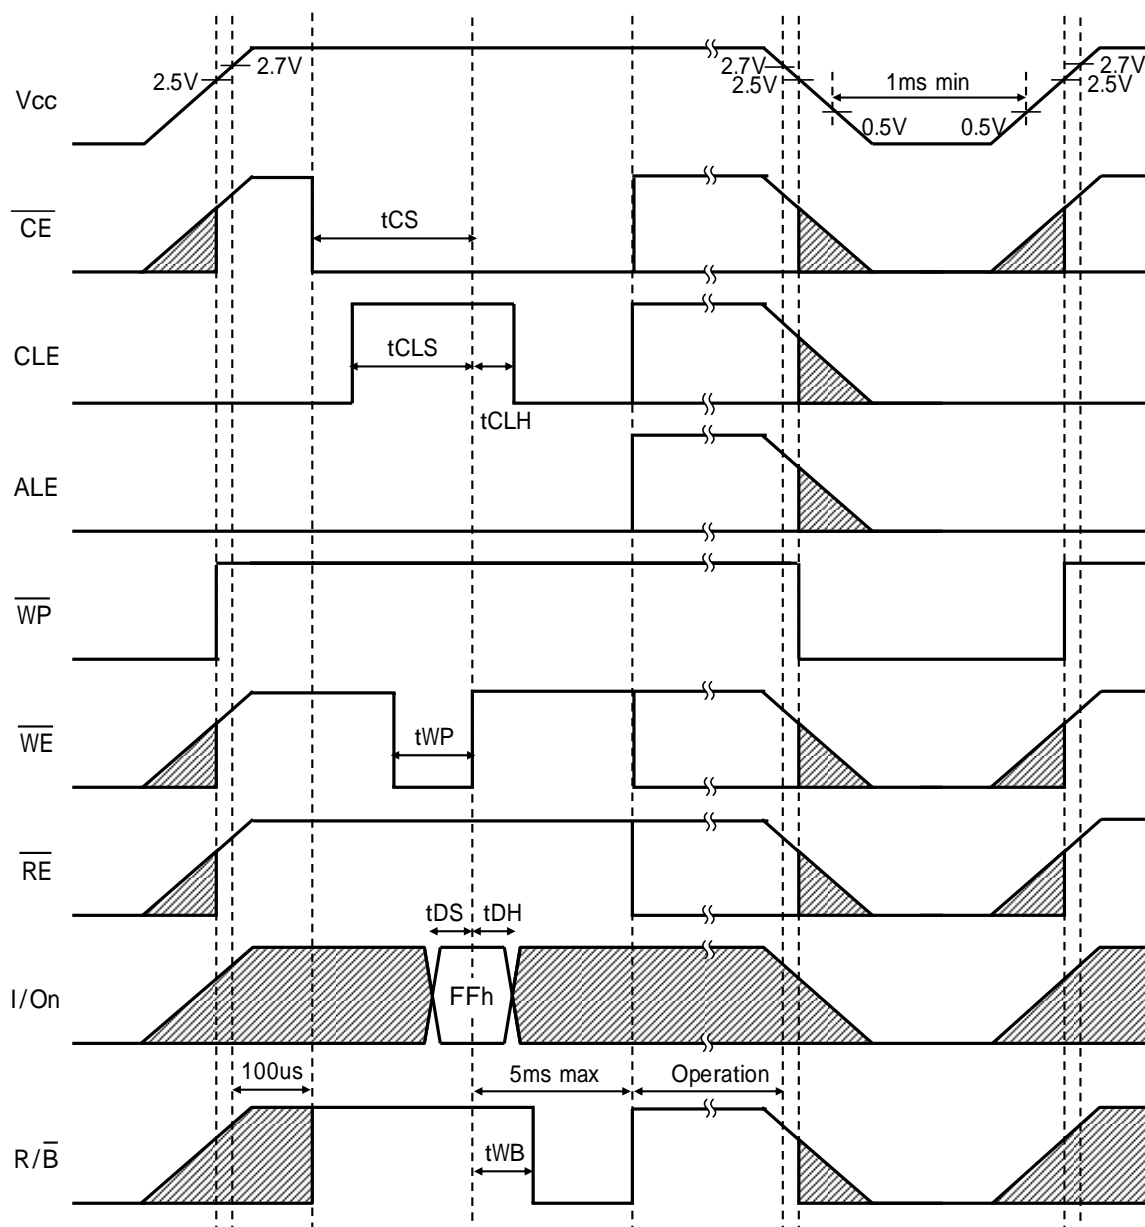 2.5V
2.7V
2.7V
2.5V
1ms min
2.7V
2.5V
Vcc
0.5V
0.5V
CE
tCS
CLE
tCLS
tCLH
ALE
WP
WE
tWP
RE
tDS
tDH
I/On
FFh
100us
5ms max
Operation
R/B
tWB